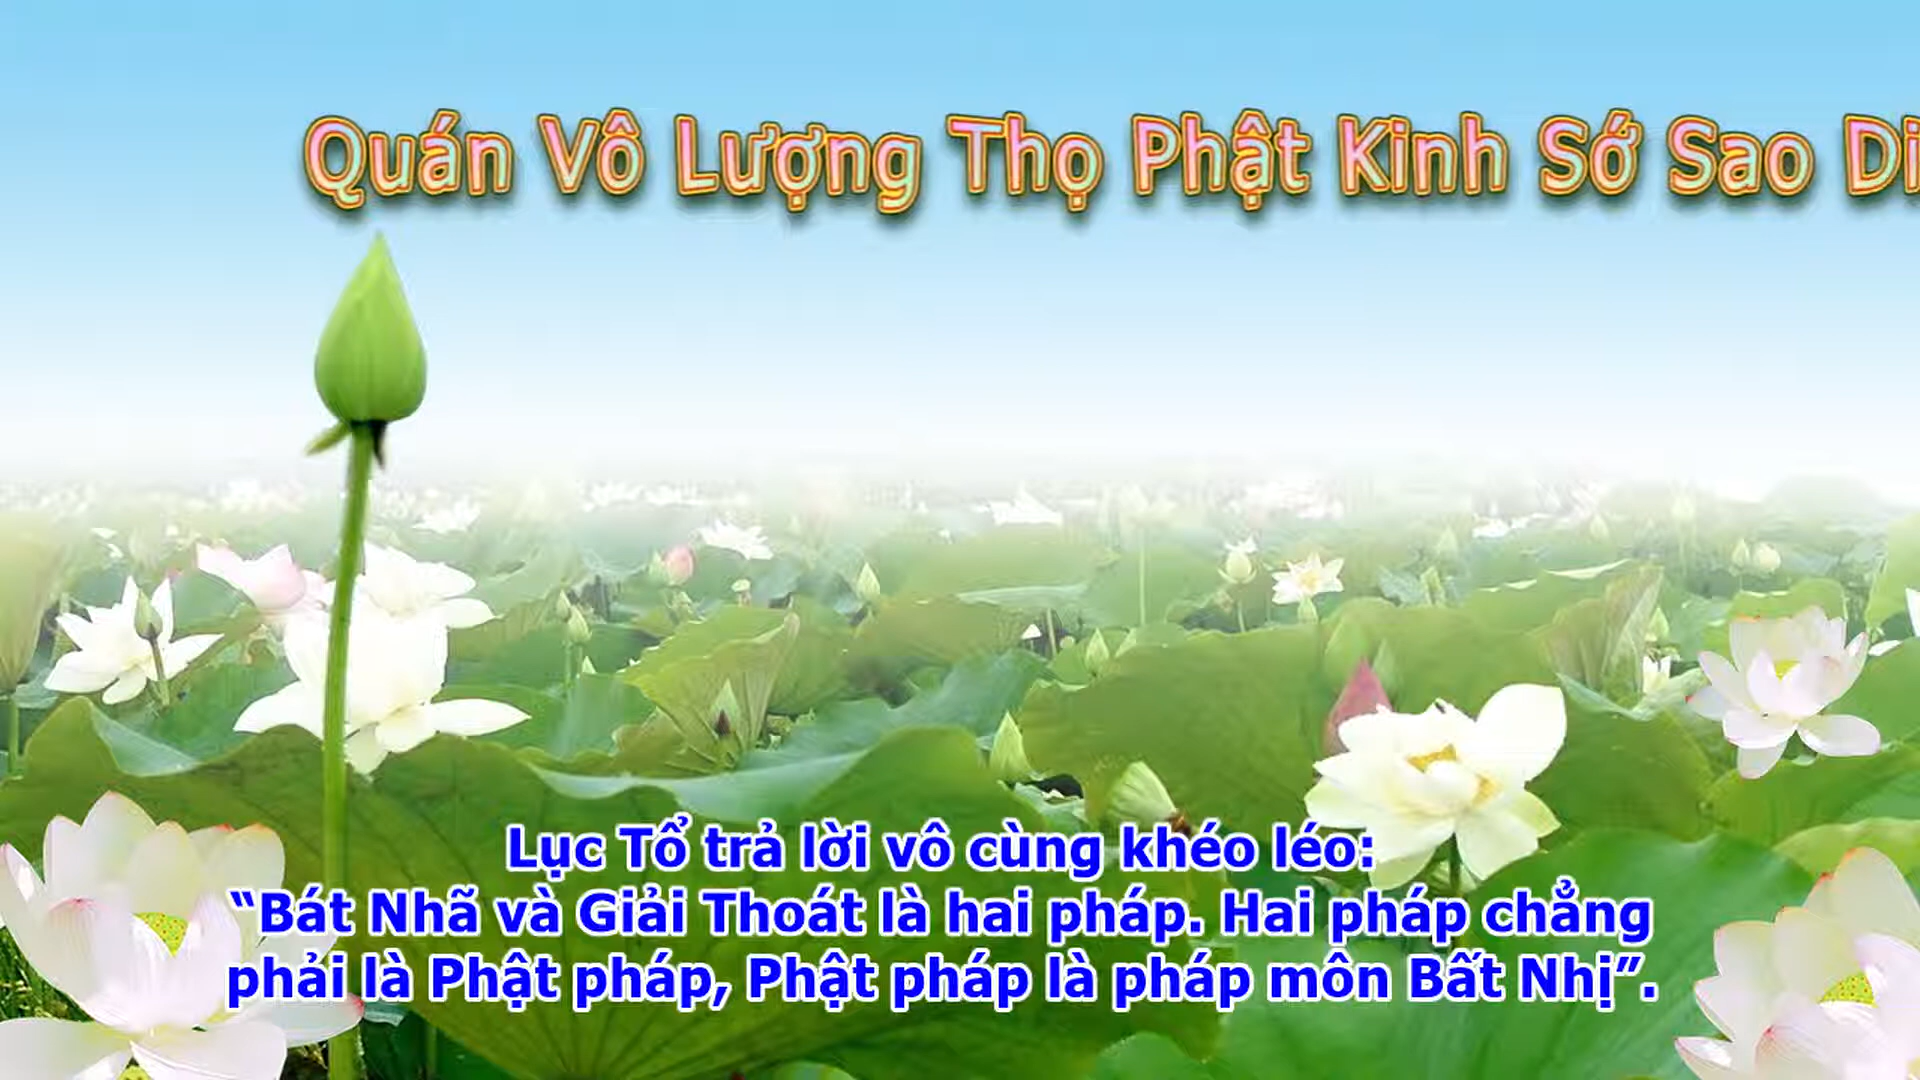 Quán Vô Lượng Thọ Phật Kinh Sớ Sao Di
Lục Tổ trả lời vô cùng khéo léo:
“Bát Nhã và Giải Thoát là hai pháp. Hai pháp chẳng
phải là Phật pháp, Phật pháp là pháp môn Bất Nhị”.